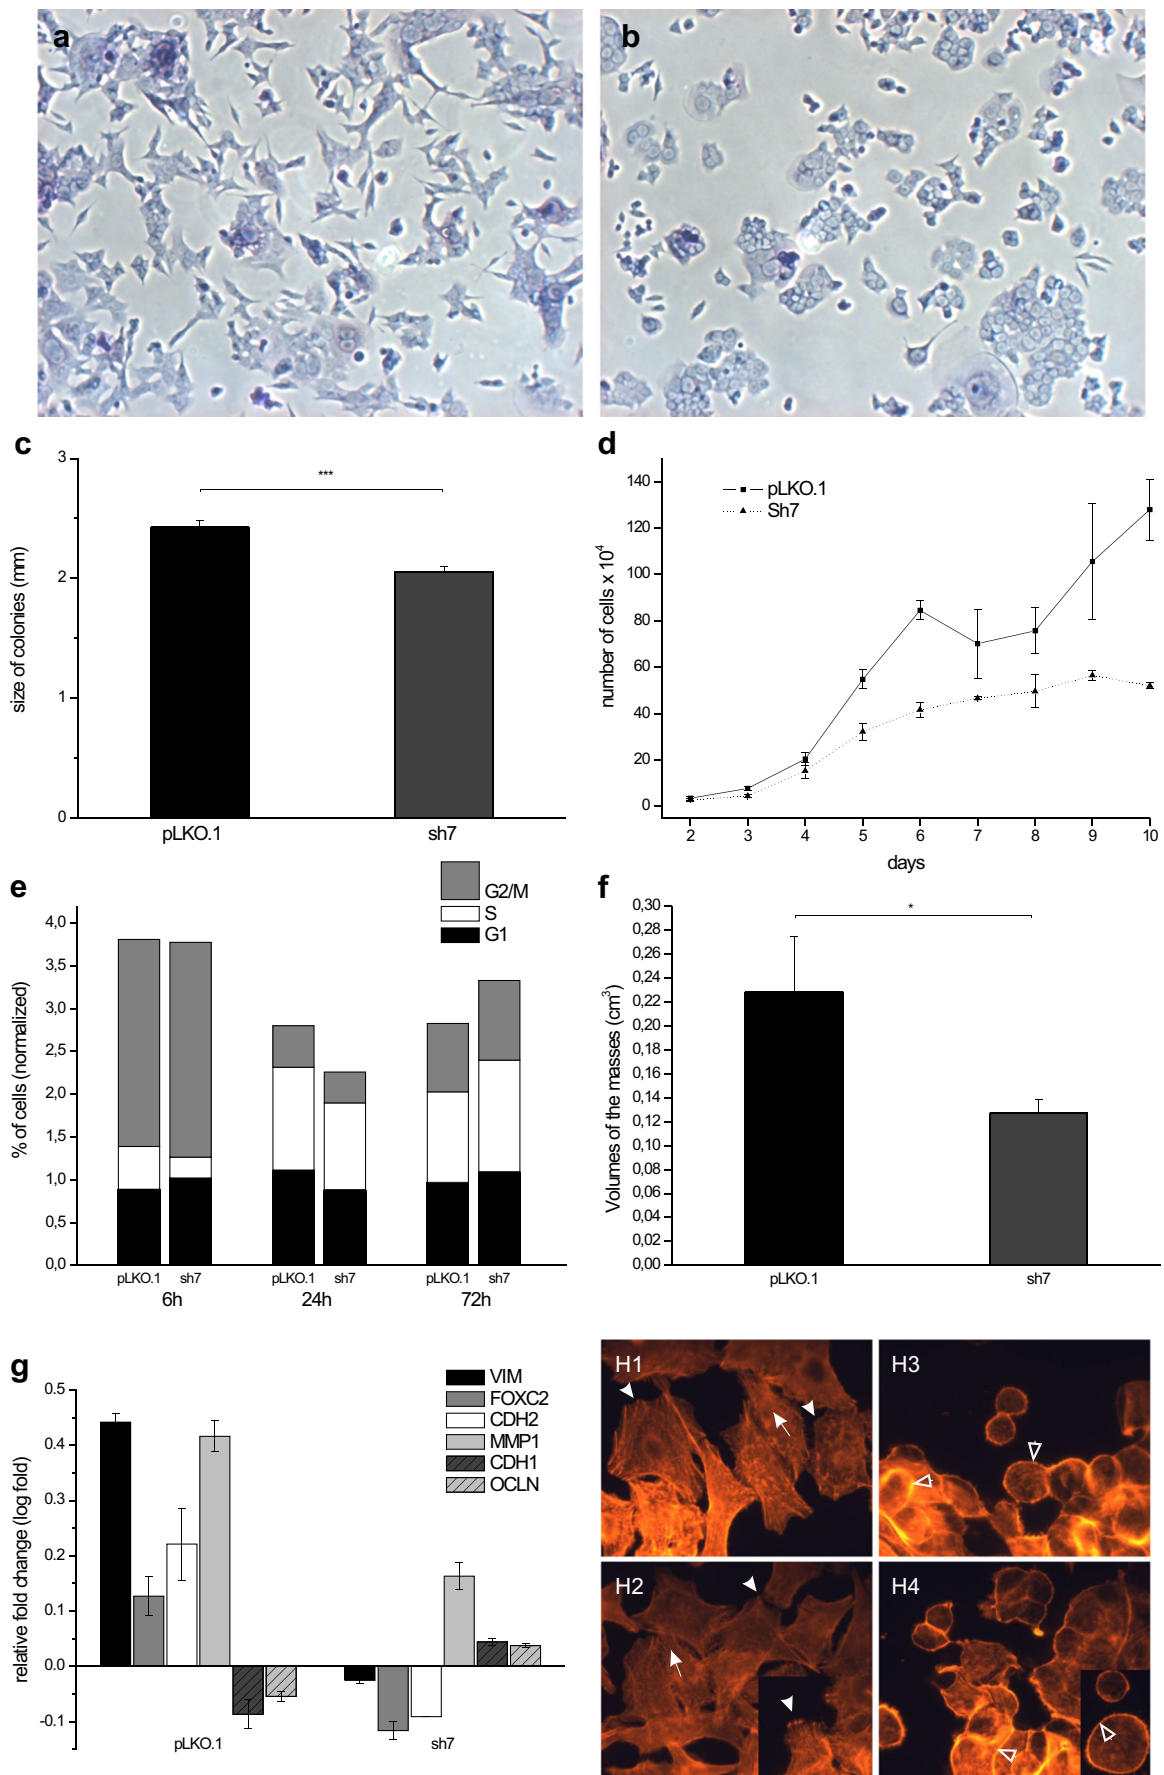 a
b
c
3
2
1
0
size of colonies (mm)
***
pLKO.1
sh7
d
140
120
100
80
60
40
20
0
number of cells x 10⁴
pLKO.1
Sh7
2 3 4 5 6 7 8 9 10
days
e
G2/M
S
G1
4,0
3,5
3,0
2,5
2,0
1,5
1,0
0,5
0,0
% of cells (normalized)
pLKO.1 sh7 pLKO.1 sh7 pLKO.1 sh7
6h 24h 72h
f
0,30
0,28
0,26
0,24
0,22
0,20
0,18
0,16
0,14
0,12
0,10
0,08
0,06
0,04
0,02
0,00
Volumes of the masses (cm³)
*
pLKO.1
sh7
g
VIM
FOXC2
CDH2
MMP1
CDH1
OCLN
0.5
0.4
0.3
0.2
0.1
0.0
-0.1
relative fold change (log fold)
pLKO.1
sh7
H1
H3
H2
H4